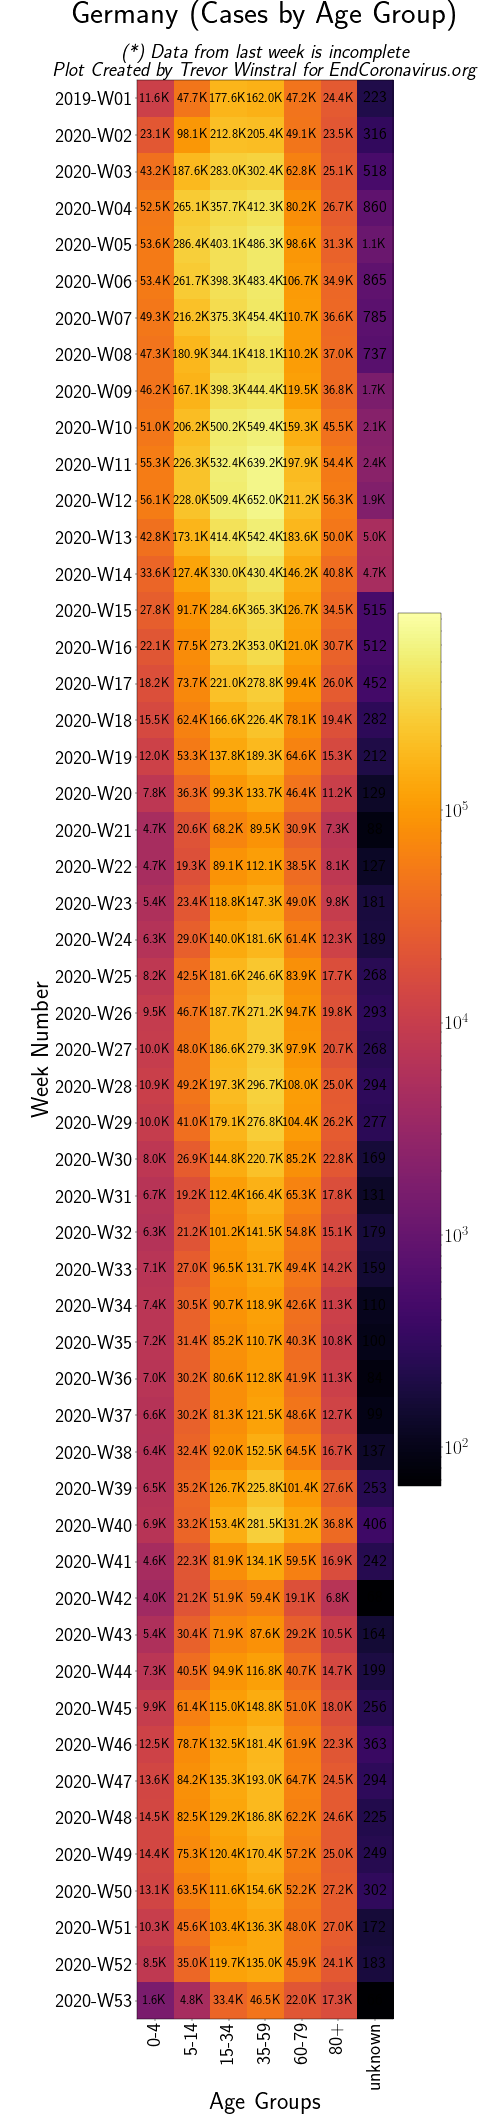 Germany (Cases by Age Group)
(*) Data from last week is incomplete
Plot Created by Trevor Winstral for EndCoronavirus.org
2019-W01 11.6K 47.7K 177.6K 162.0K 47.2K 24.4K 223
2020-W02 23.1K 98.1K 212.8K 205.4K 49.1K 23.5K 316
2020-W03 43.2K 187.6K 283.0K 302.4K 62.8K 25.1K 518
2020-W04 52.5K 265.1K 357.7K 412.3K 80.2K 26.7K 860
2020-W05 53.6K 286.4K 403.1K 486.3K 98.6K 31.3K 1.1K
2020-W06 53.4K 261.7K 398.3K 483.4K 106.7K 34.9K 865
2020-W07 49.3K 216.2K 375.3K 454.4K 110.7K 36.6K 785
2020-W08 47.3K 180.9K 344.1K 418.1K 110.2K 37.0K 737
2020-W09 46.2K 167.1K 398.3K 444.4K 119.5K 36.8K 1.7K
2020-W10 51.0K 206.2K 500.2K 549.4K 159.3K 45.5K 2.1K
2020-W11 55.3K 226.3K 532.4K 639.2K 197.9K 54.4K 2.4K
2020-W12 56.1K 228.0K 509.4K 652.0K 211.2K 56.3K 1.9K
2020-W13 42.8K 173.1K 414.4K 542.4K 183.6K 50.0K 5.0K
2020-W14 33.6K 127.4K 330.0K 430.4K 146.2K 40.8K 4.7K
2020-W15 27.8K 91.7K 284.6K 365.3K 126.7K 34.5K 515
2020-W16 22.1K 77.5K 273.2K 353.0K 121.0K 30.7K 512
2020-W17 18.2K 73.7K 221.0K 278.8K 99.4K 26.0K 452
2020-W18 15.5K 62.4K 166.6K 226.4K 78.1K 19.4K 282
2020-W19 12.0K 53.3K 137.8K 189.3K 64.6K 15.3K 212
2020-W20 7.8K 36.3K 99.3K 133.7K 46.4K 11.2K 129
2020-W21 4.7K 20.6K 68.2K 89.5K 30.9K 7.3K
2020-W22 4.7K 19.3K 89.1K 112.1K 38.5K 8.1K 127
2020-W23 5.4K 23.4K 118.8K 147.3K 49.0K 9.8K 181
2020-W24 6.3K 29.0K 140.0K 181.6K 61.4K 12.3K 189
2020-W25 8.2K 42.5K 181.6K 246.6K 83.9K 17.7K 268
2020-W26 9.5K 46.7K 187.7K 271.2K 94.7K 19.8K 293
2020-W27 10.0K 48.0K 186.6K 279.3K 97.9K 20.7K 268
2020-W28 10.9K 49.2K 197.3K 296.7K 108.0K 25.0K 294
2020-W29 10.0K 41.0K 179.1K 276.8K 104.4K 26.2K 277
2020-W30 8.0K 26.9K 144.8K 220.7K 85.2K 22.8K 169
2020-W31 6.7K 19.2K 112.4K 166.4K 65.3K 17.8K 131
2020-W32 6.3K 21.2K 101.2K 141.5K 54.8K 15.1K 179
2020-W33 7.1K 27.0K 96.5K 131.7K 49.4K 14.2K 159
2020-W34 7.4K 30.5K 90.7K 118.9K 42.6K 11.3K 110
2020-W35 7.2K 31.4K 85.2K 110.7K 40.3K 10.8K
2020-W36 7.0K 30.2K 80.6K 112.8K 41.9K 11.3K
2020-W37 6.6K 30.2K 81.3K 121.5K 48.6K 12.7K
2020-W38 6.4K 32.4K 92.0K 152.5K 64.5K 16.7K 137
2020-W39 6.5K 35.2K 126.7K 225.8K 101.4K 27.6K 253
2020-W40 6.9K 33.2K 153.4K 281.5K 131.2K 36.8K 406
2020-W41 4.6K 22.3K 81.9K 134.1K 59.5K 16.9K 242
2020-W42 4.0K 21.2K 51.9K 59.4K 19.1K 6.8K
2020-W43 5.4K 30.4K 71.9K 87.6K 29.2K 10.5K 164
2020-W44 7.3K 40.5K 94.9K 116.8K 40.7K 14.7K 199
2020-W45 9.9K 61.4K 115.0K 148.8K 51.0K 18.0K 256
2020-W46 12.5K 78.7K 132.5K 181.4K 61.9K 22.3K 363
2020-W47 13.6K 84.2K 135.3K 193.0K 64.7K 24.5K 294
2020-W48 14.5K 82.5K 129.2K 186.8K 62.2K 24.6K 225
2020-W49 14.4K 75.3K 120.4K 170.4K 57.2K 25.0K 249
2020-W50 13.1K 63.5K 111.6K 154.6K 52.2K 27.2K 302
2020-W51 10.3K 45.6K 103.4K 136.3K 48.0K 27.0K 172
2020-W52 8.5K 35.0K 119.7K 135.0K 45.9K 24.1K 183
2020-W53 1.6K 4.8K 33.4K 46.5K 22.0K 17.3K
0-4 5-14 15-34 35-59 60-79 80+ unknown
Age Groups
Week Number
10⁵
10⁴
10³
10²